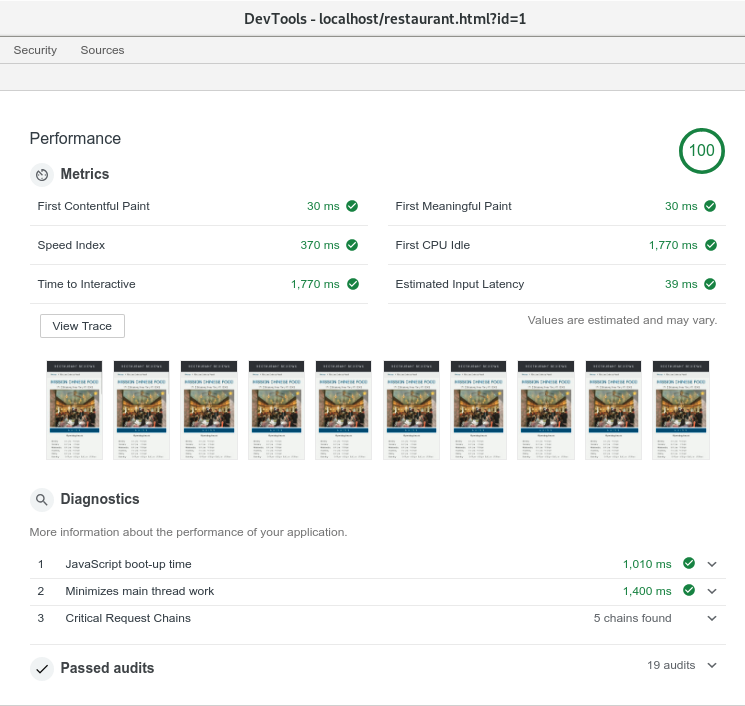 DevTools - localhost/restaurant.html?id=1
Security Sources
Performance
100
Metrics
First Contentful Paint 30 ms
First Meaningful Paint 30 ms
Speed Index 370 ms
First CPU Idle 1,770 ms
Time to Interactive 1,770 ms
Estimated Input Latency 39 ms
View Trace
Values are estimated and may vary.
Diagnostics
More information about the performance of your application.
1 JavaScript boot-up time 1,010 ms
2 Minimizes main thread work 1,400 ms
3 Critical Request Chains 5 chains found
Passed audits 19 audits